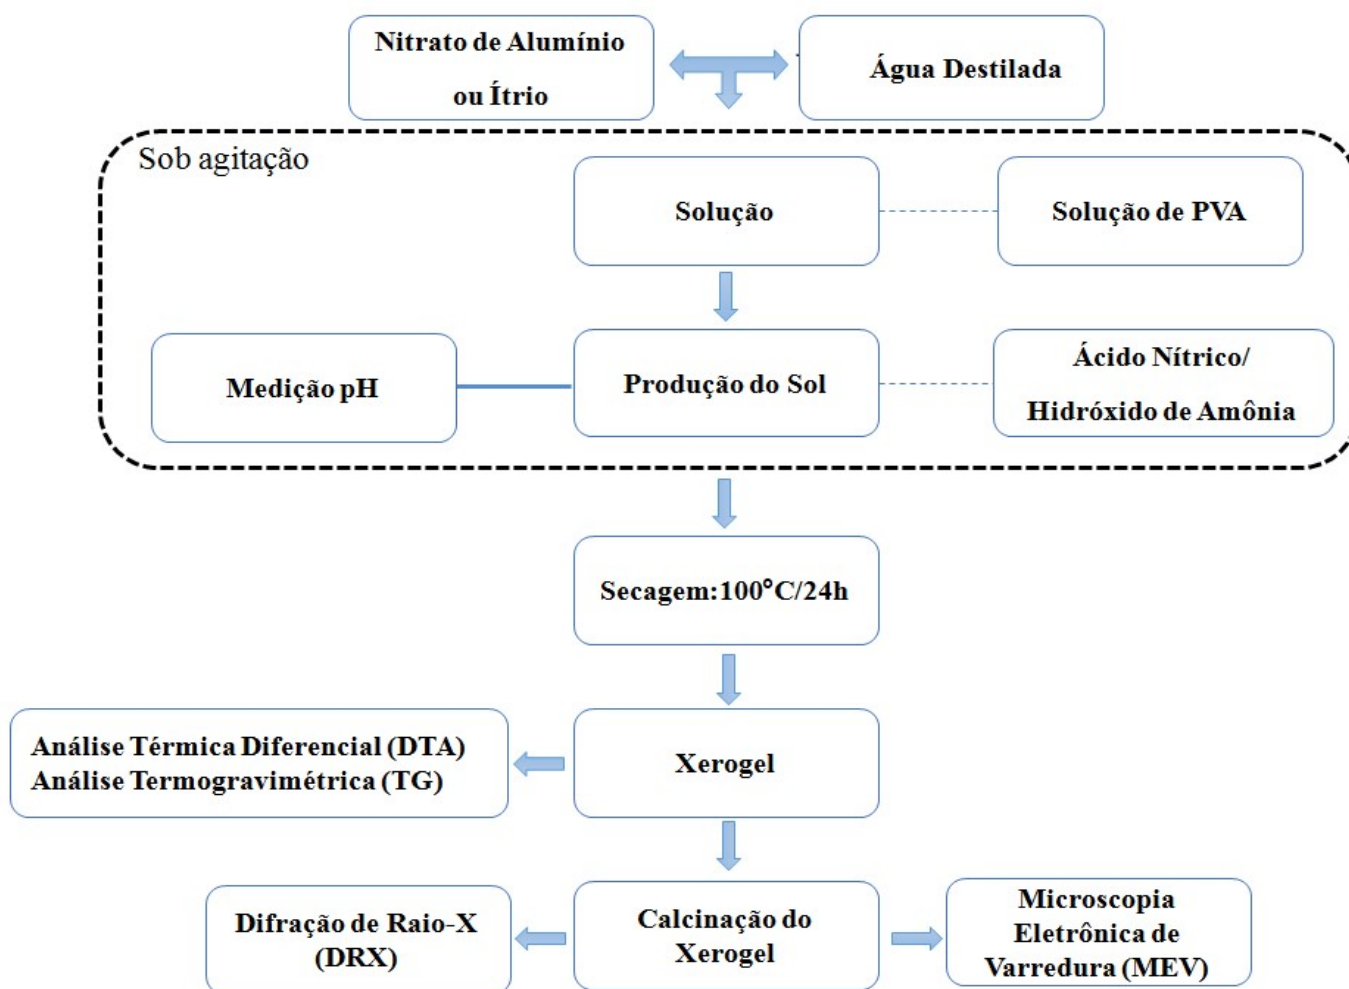 Nitrato de Alumínio
ou Ítrio
Água Destilada
Sob agitação
Solução
Solução de PVA
Medição pH
Produção do Sol
Ácido Nítrico/
Hidróxido de Amônia
Secagem:100°C/24h
Análise Térmica Diferencial (DTA)
Análise Termogravimétrica (TG)
Xerogel
Difração de Raio-X
(DRX)
Calcinação do
Xerogel
Microscopia
Eletrônica de
Varredura (MEV)